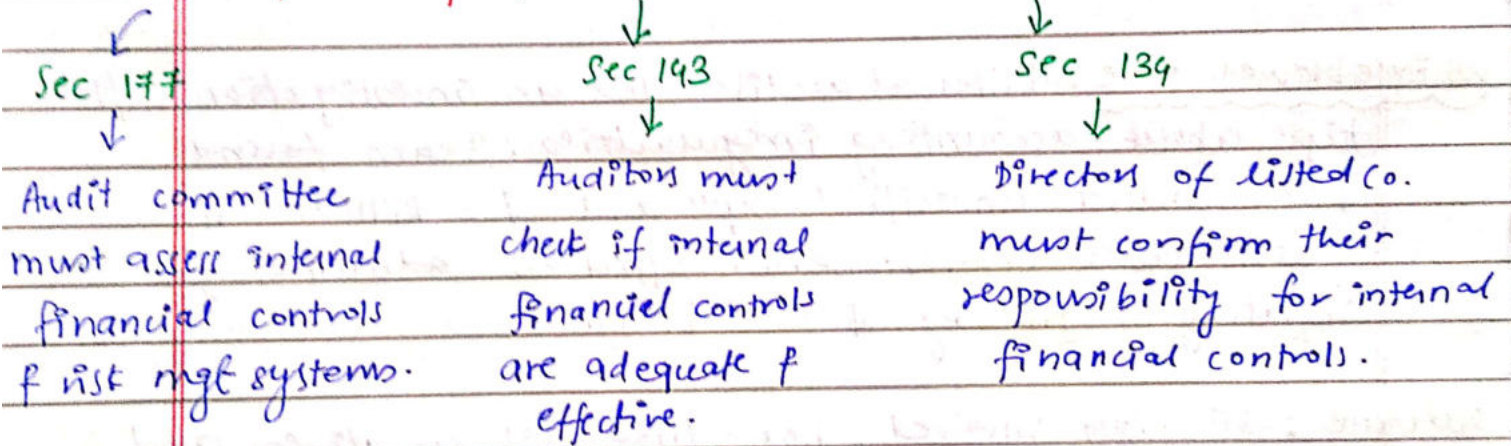 Sec 177
Sec 143
Sec 134
Audit committee
must assess internal
financial controls
& risk mgt systems.
Auditors must
check if internal
financial controls
are adequate &
effective.
Directors of listed co.
must confirm their
responsibility for internal
financial controls.